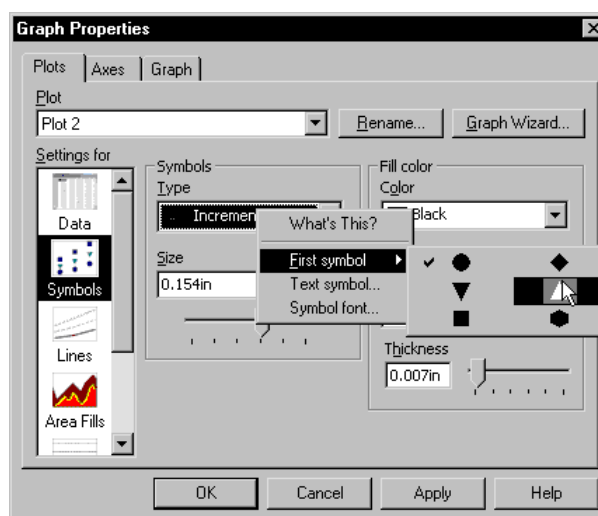 Graph Properties
Plots Axes Graph
Plot
Plot 2
Rename... Graph Wizard...
Settings for
Data
Symbols
Lines
Area Fills
Symbols
Type
Size
0.154in
What's This?
First symbol
Text symbol...
Symbol font...
Fill color
Color
Black
Thickness
0.007in
OK Cancel Apply Help